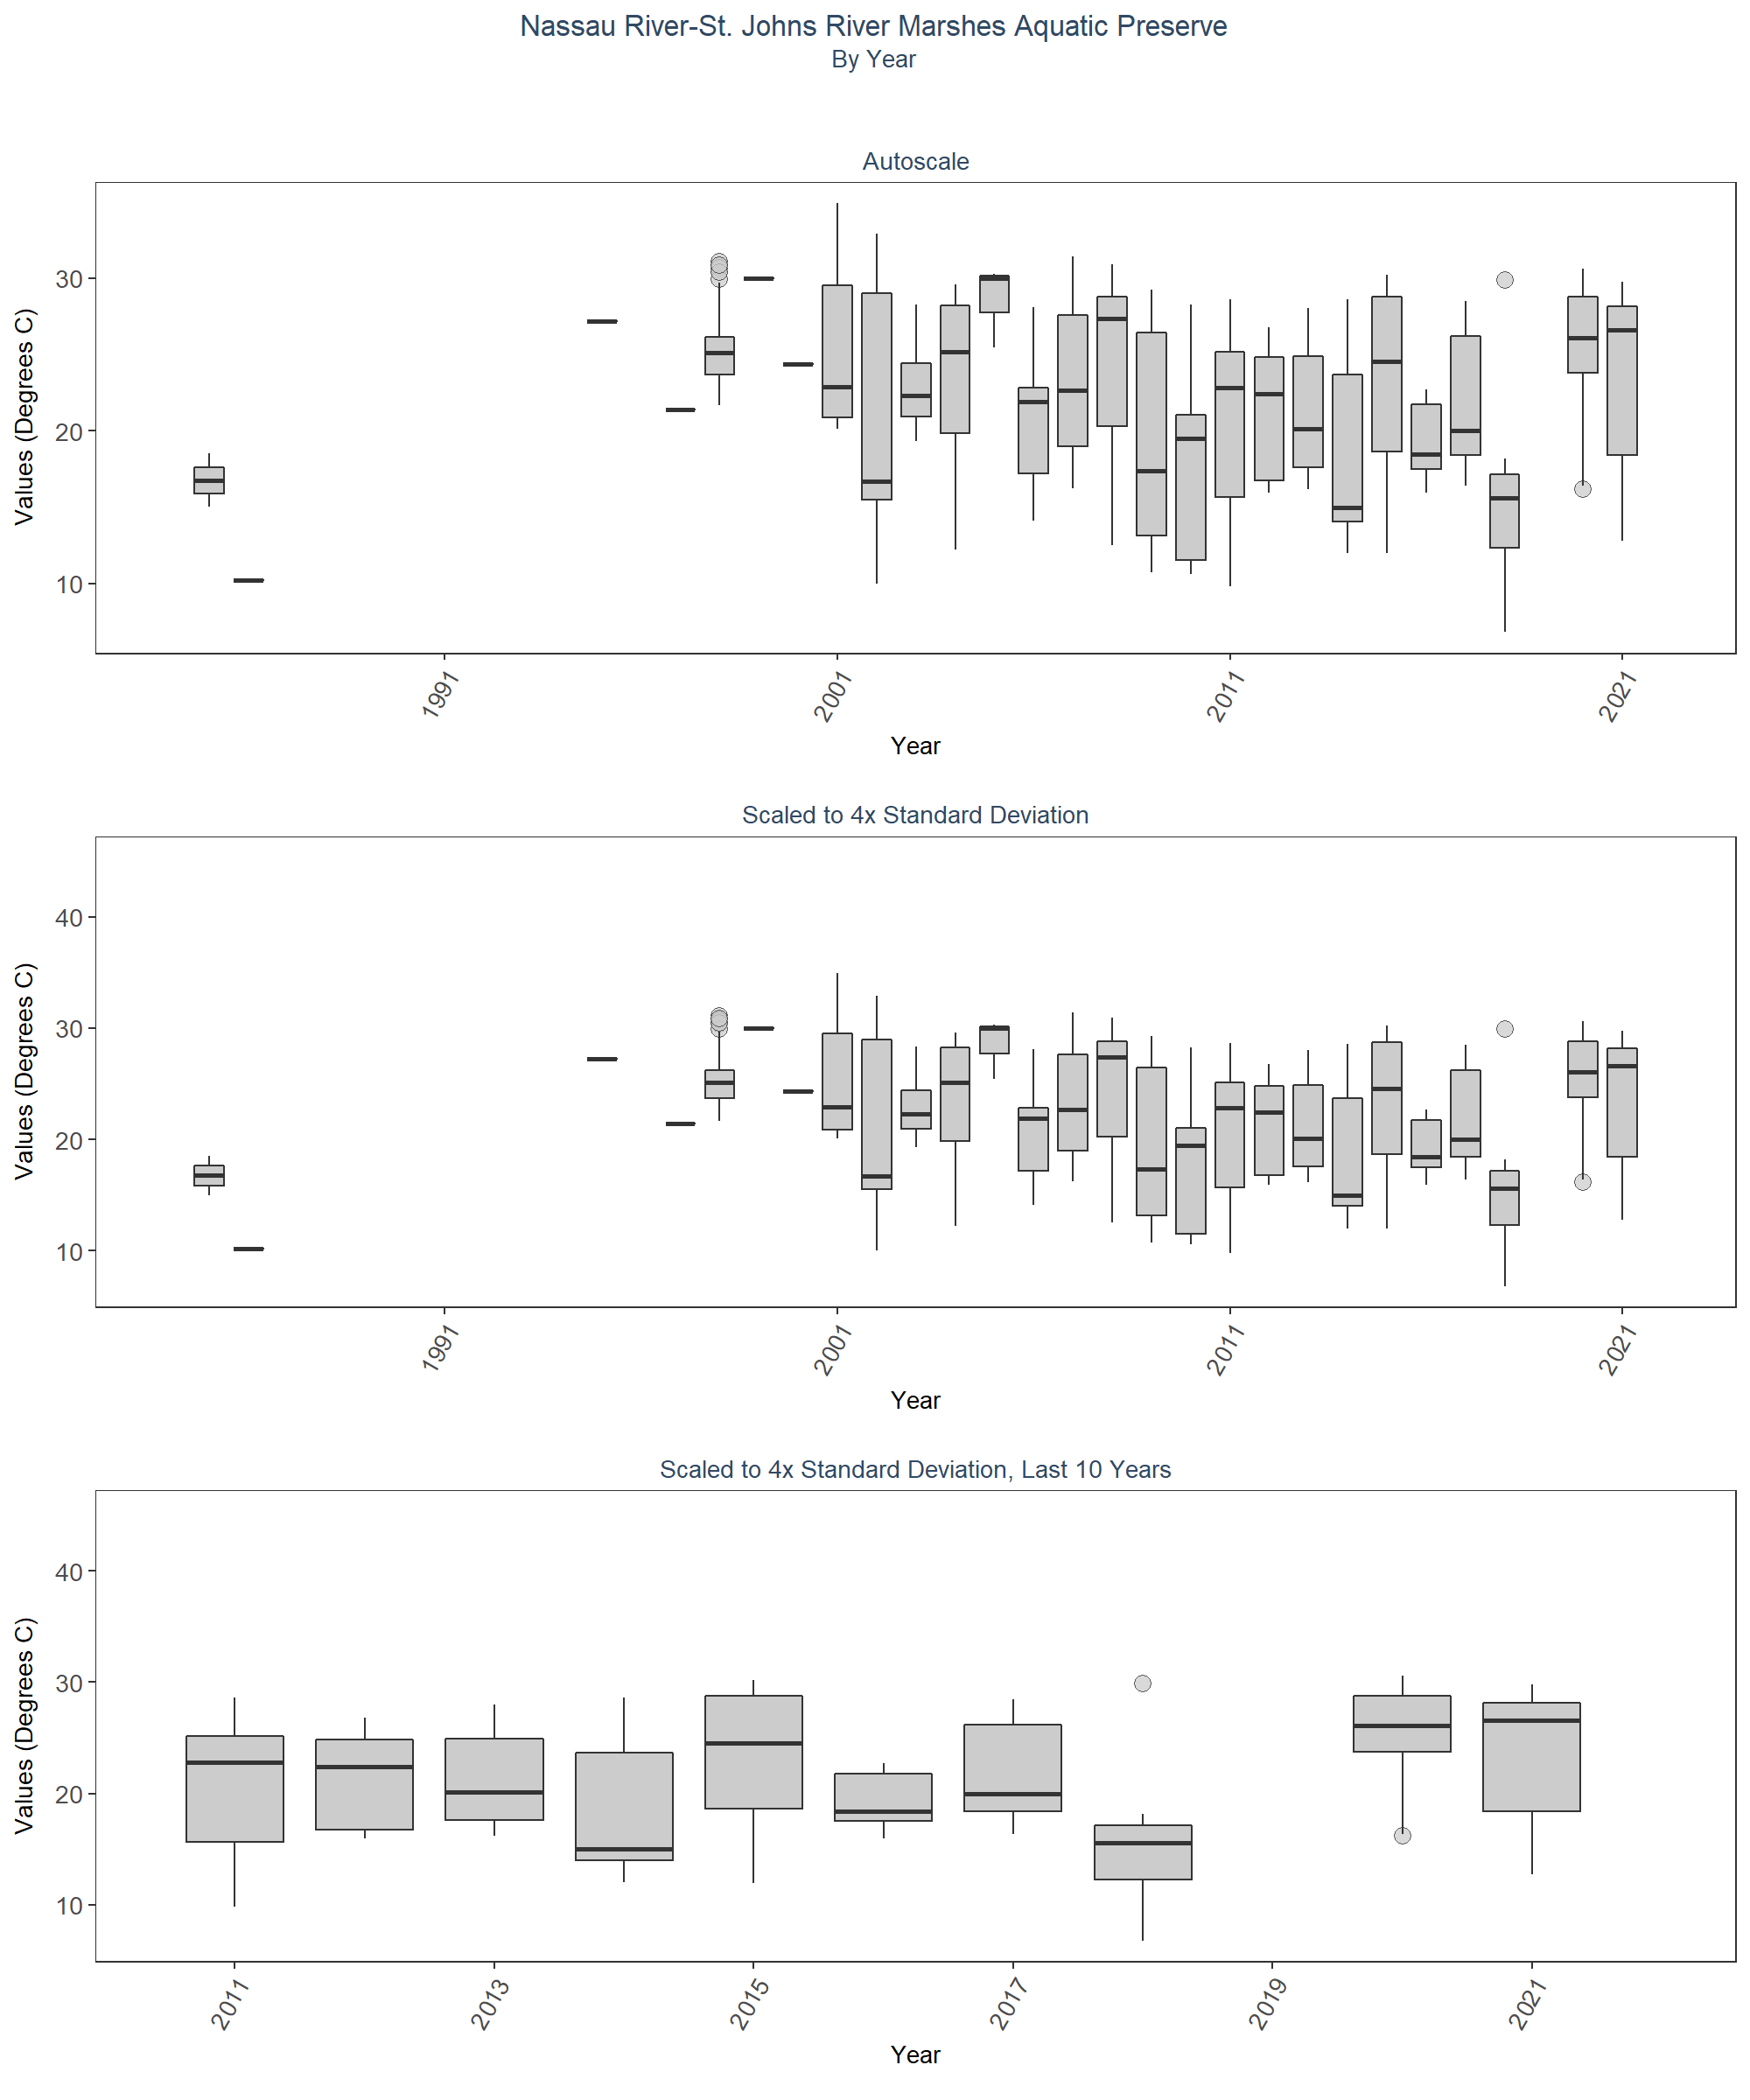 Nassau River-St. Johns River Marshes Aquatic Preserve
By Year
Autoscale
Values (Degrees C)
30
20
10
1991
2001
2011
2021
Year
Scaled to 4x Standard Deviation
Values (Degrees C)
40
30
20
10
1991
2001
2011
2021
Year
Scaled to 4x Standard Deviation, Last 10 Years
Values (Degrees C)
40
30
20
10
2011
2013
2015
2017
2019
2021
Year